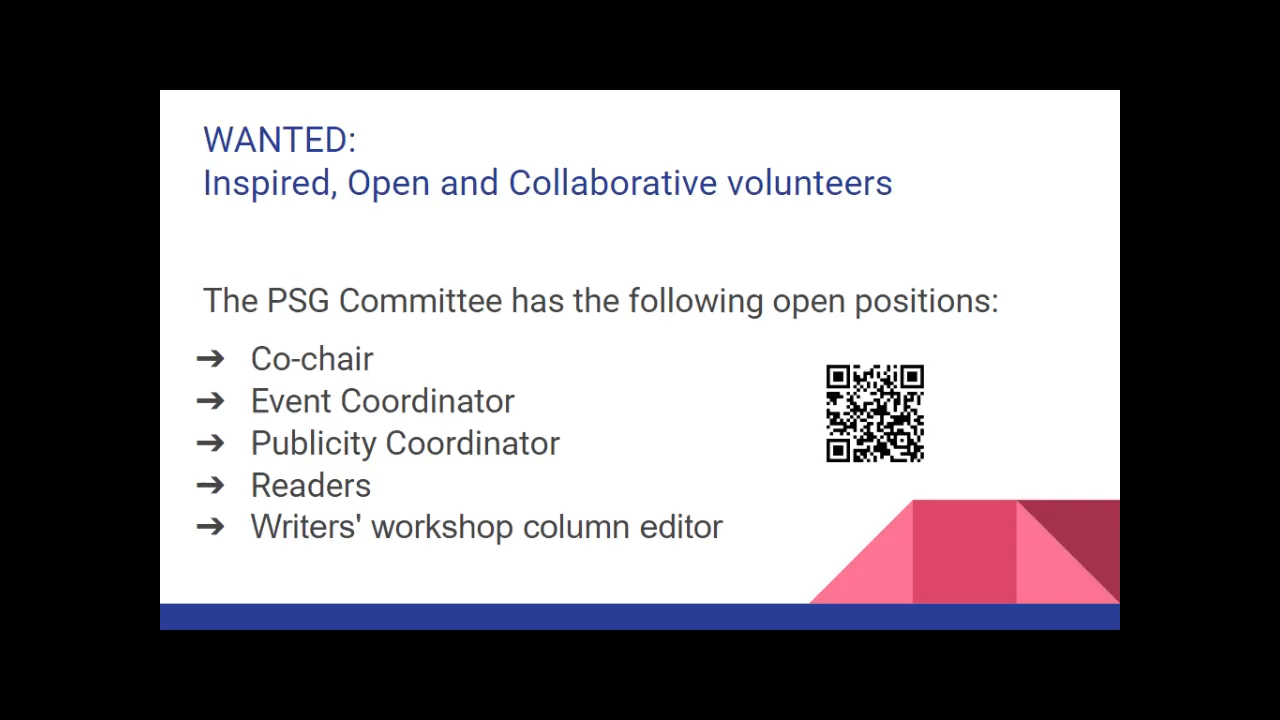 WANTED:
Inspired, Open and Collaborative volunteers
The PSG Committee has the following open positions:
➔ Co-chair
➔ Event Coordinator
➔ Publicity Coordinator
➔ Readers
➔ Writers' workshop column editor